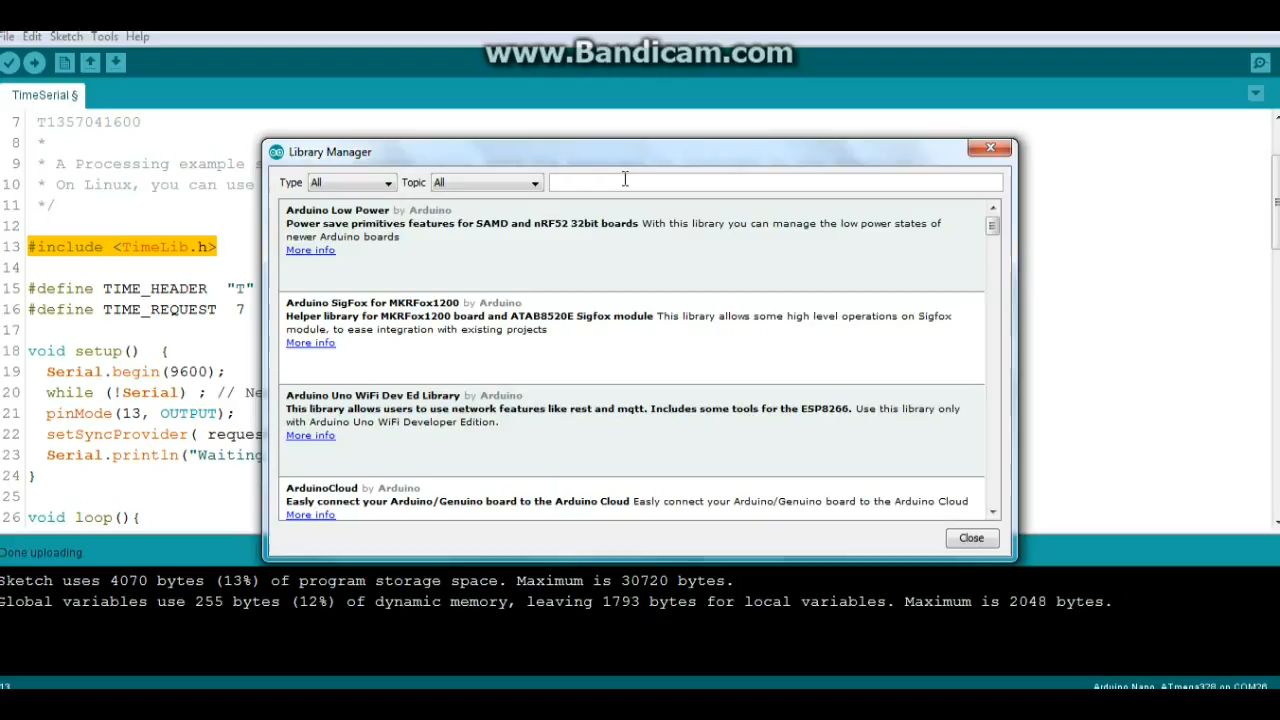 File Edit Sketch Tools Help
www.Bandicam.com
TimeSerial §
7 T1357041600
8 *
9 * A Processing example s
10 * On Linux, you can use
11 */
12
13 #include <TimeLib.h>
14
15 #define TIME_HEADER "T"
16 #define TIME_REQUEST 7
17
18 void setup() {
19 Serial.begin(9600);
20 while (!Serial) ; // Ne
21 pinMode(13, OUTPUT);
22 setSyncProvider( reques
23 Serial.println("Waiting
24 }
25
26 void loop(){
Library Manager
Type All Topic All
Arduino Low Power by Arduino
Power save primitives features for SAMD and nRF52 32bit boards With this library you can manage the low power states of
newer Arduino boards
More info
Arduino SigFox for MKRFox1200 by Arduino
Helper library for MKRFox1200 board and ATAB8520E Sigfox module This library allows some high level operations on Sigfox
module, to ease integration with existing projects
More info
Arduino Uno WiFi Dev Ed Library by Arduino
This library allows users to use network features like rest and mqtt. Includes some tools for the ESP8266. Use this library only
with Arduino Uno WiFi Developer Edition.
More info
ArduinoCloud by Arduino
Easly connect your Arduino/Genuino board to the Arduino Cloud Easly connect your Arduino/Genuino board to the Arduino Cloud
More info
Close
Done uploading.
Sketch uses 4070 bytes (13%) of program storage space. Maximum is 30720 bytes.
Global variables use 255 bytes (12%) of dynamic memory, leaving 1793 bytes for local variables. Maximum is 2048 bytes.
13
Arduino Nano, ATmega328 on COM26